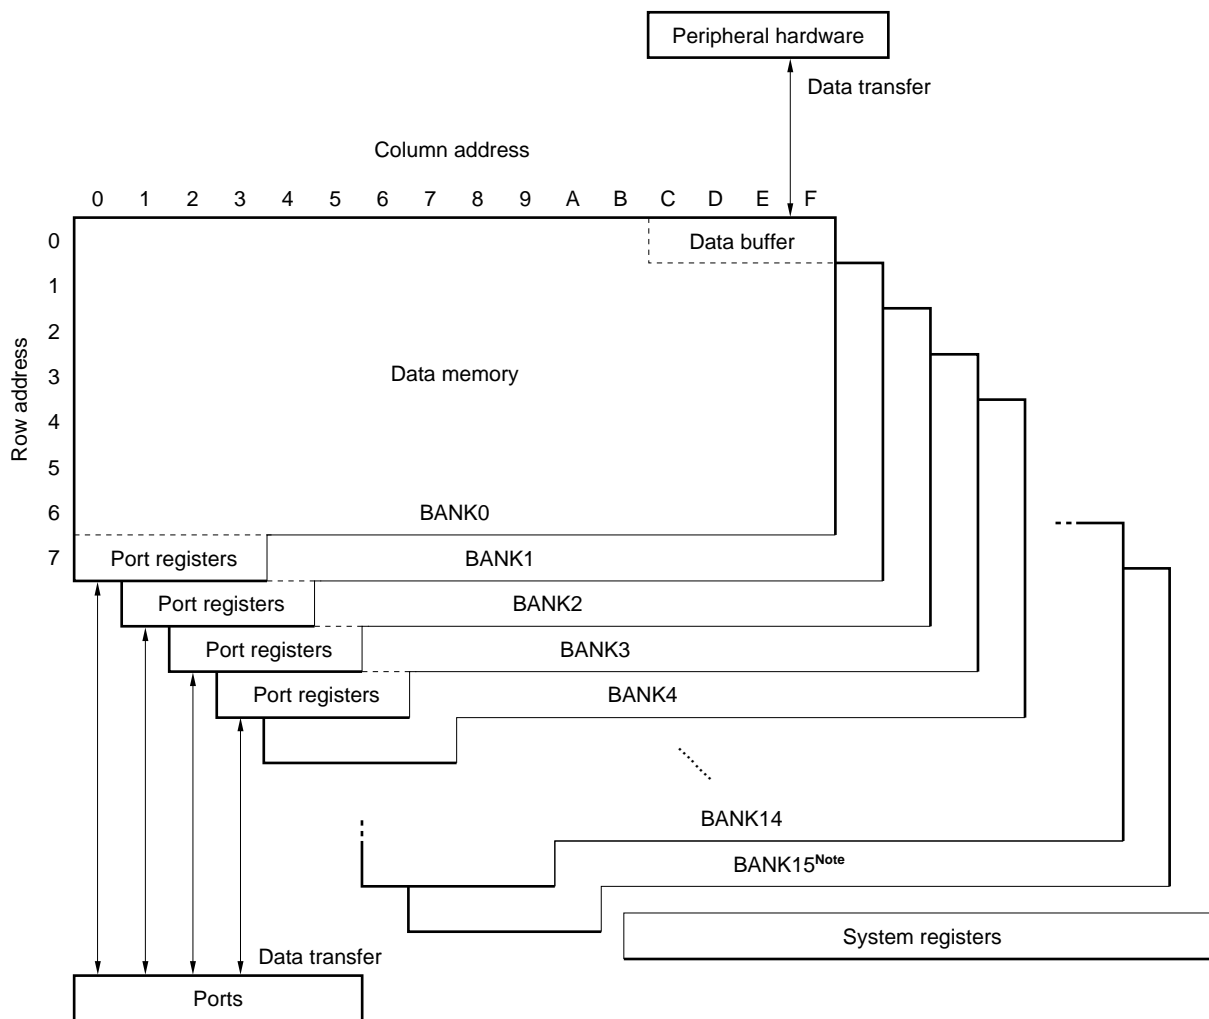 Peripheral hardware
Data transfer
Column address
0 1 2 3 4 5 6 7 8 9 A B C D E F
Row address
0
Data buffer
1
2
3
Data memory
4
5
6
BANK0
7
Port registers
BANK1
Port registers
BANK2
Port registers
BANK3
Port registers
BANK4
BANK14
BANK15Note
System registers
Data transfer
Ports